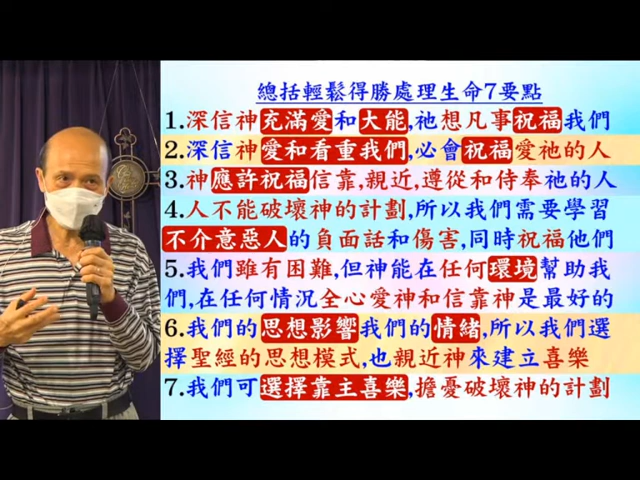 總括輕鬆得勝處理生命7要點
1.深信神充滿愛和大能,祂想凡事祝福我們
2.深信神愛和看重我們,必會祝福愛祂的人
3.神應許祝福信靠,親近,遵從和侍奉祂的人
4.人不能破壞神的計劃,所以我們需要學習
不介意惡人的負面話和傷害,同時祝福他們
5.我們雖有困難,但神能在任何環境幫助我
們,在任何情況全心愛神和信靠神是最好的
6.我們的思想影響我們的情緒,所以我們選
擇聖經的思想模式,也親近神來建立喜樂
7.我們可選擇靠主喜樂,擔憂破壞神的計劃